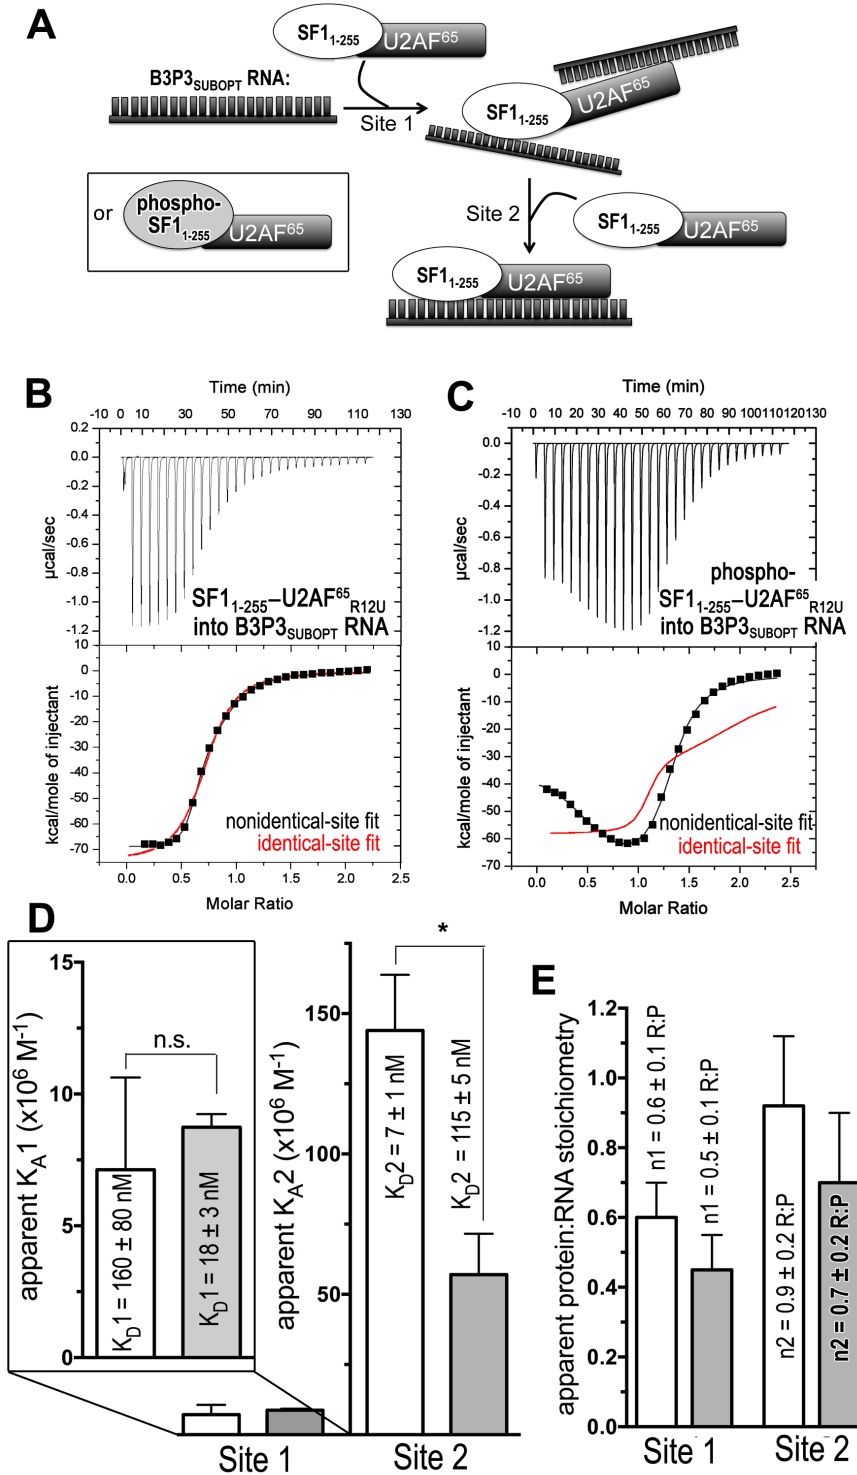 A
SF1₁₋₂₅₅
U2AF⁶⁵
B3P3SUBOPT RNA:
Site 1
SF1₁₋₂₅₅
U2AF⁶⁵
or
phospho-
SF1₁₋₂₅₅
U2AF⁶⁵
Site 2
SF1₁₋₂₅₅
U2AF⁶⁵
SF1₁₋₂₅₅
U2AF⁶⁵
B
Time (min)
-10 0 10 30 50 70 90 110 130
0.2
0.0
-0.2
-0.4
-0.6
-0.8
-1.0
-1.2
µcal/sec
SF1₁₋₂₅₅–U2AF⁶⁵R12U
into B3P3SUBOPT RNA
10
0
-10
-20
-30
-40
-50
-60
-70
kcal/mole of injectant
nonidentical-site fit
identical-site fit
0.0 0.5 1.0 1.5 2.0 2.5
Molar Ratio
C
Time (min)
-10 0 10 20 30 40 50 60 70 80 90 100 110 120 130
0.0
-0.2
-0.4
-0.6
-0.8
-1.0
-1.2
µcal/sec
phospho-
SF1₁₋₂₅₅–U2AF⁶⁵R12U
into B3P3SUBOPT RNA
10
0
-10
-20
-30
-40
-50
-60
-70
kcal/mole of injectant
nonidentical-site fit
identical-site fit
0.0 0.5 1.0 1.5 2.0 2.5
Molar Ratio
D
apparent KA1 (x10⁶ M⁻¹)
15
10
5
0
n.s.
KD1 = 160 ± 80 nM
KD1 = 18 ± 3 nM
apparent KA2 (x10⁶ M⁻¹)
150
100
50
*
KD2 = 7 ± 1 nM
KD2 = 115 ± 5 nM
Site 1
Site 2
E
apparent protein:RNA stoichiometry
1.2
1.0
0.8
0.6
0.4
0.2
0.0
n1 = 0.6 ± 0.1 R:P
n1 = 0.5 ± 0.1 R:P
n2 = 0.9 ± 0.2 R:P
n2 = 0.7 ± 0.2 R:P
Site 1
Site 2